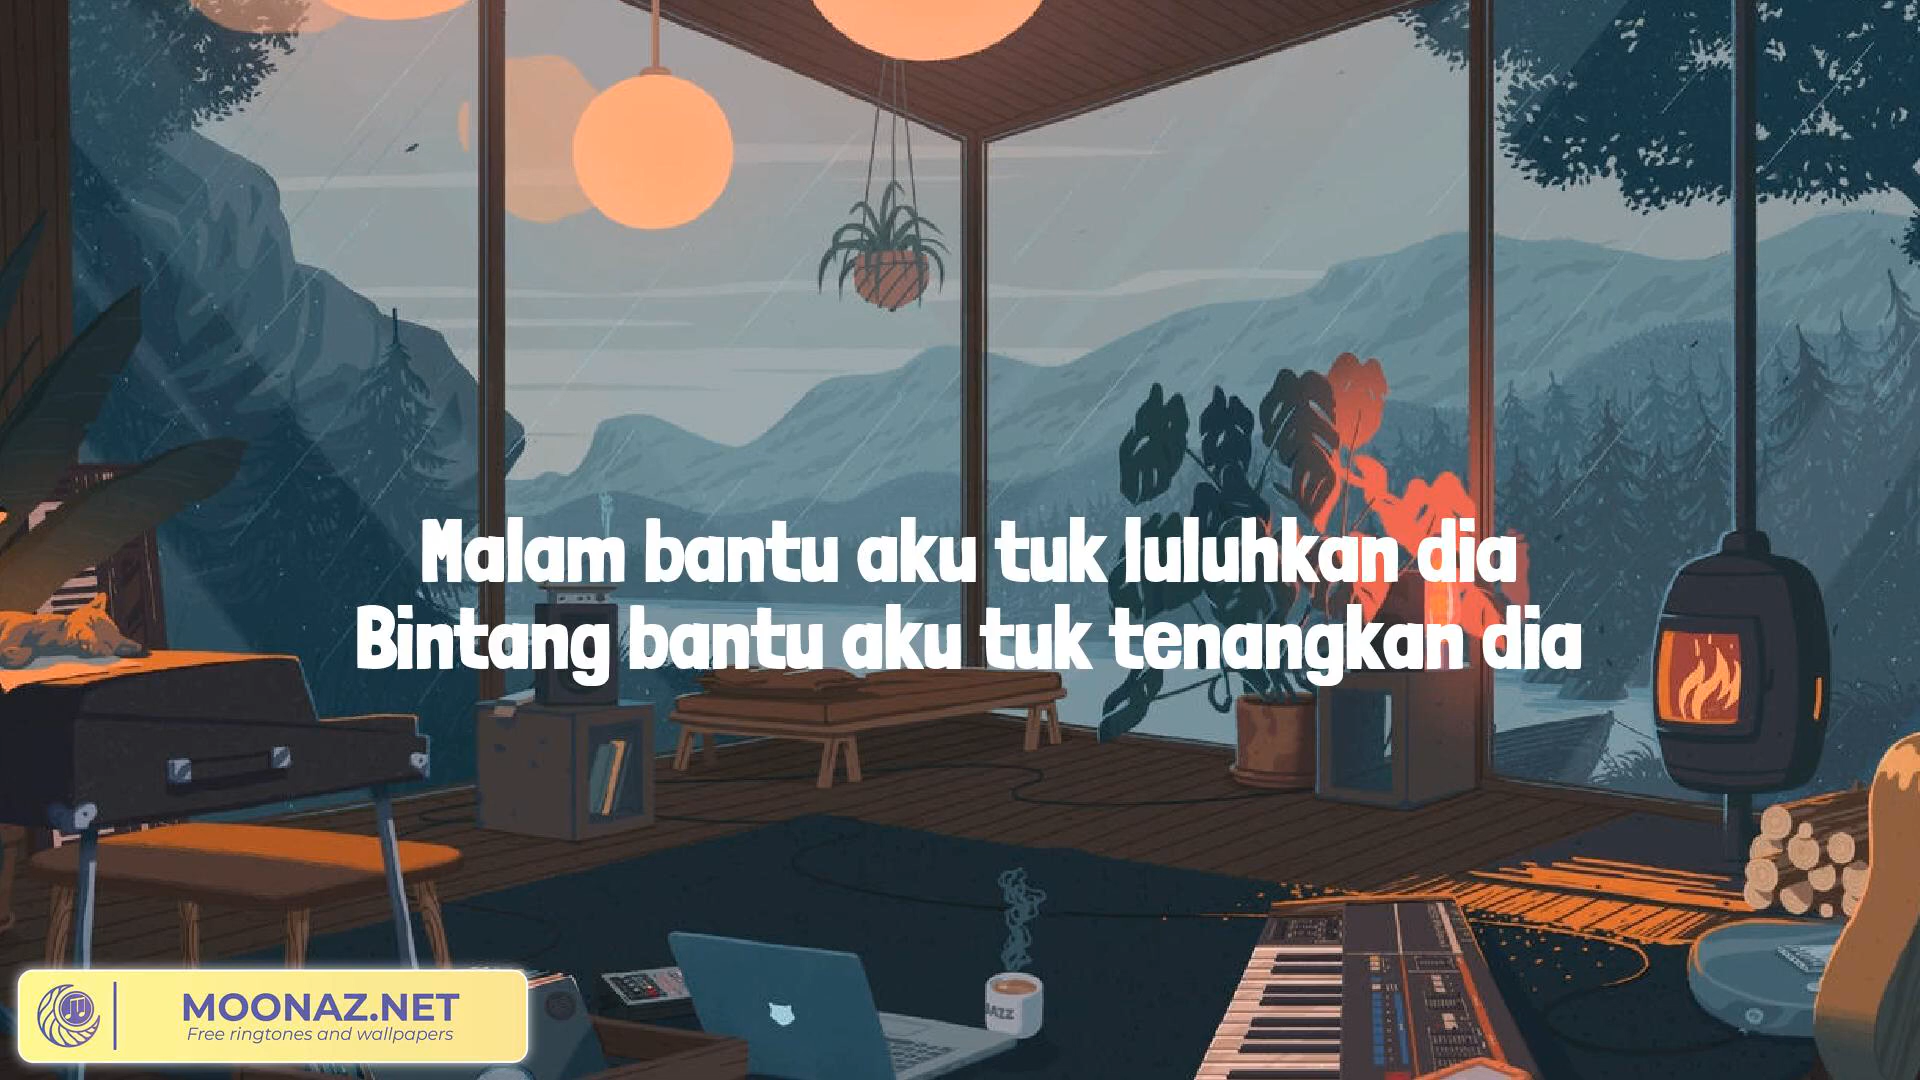 Malam bantu aku tuk luluhkan dia
Bintang bantu aku tuk tenangkan dia
MOONAZ.NET
Free ringtones and wallpapers